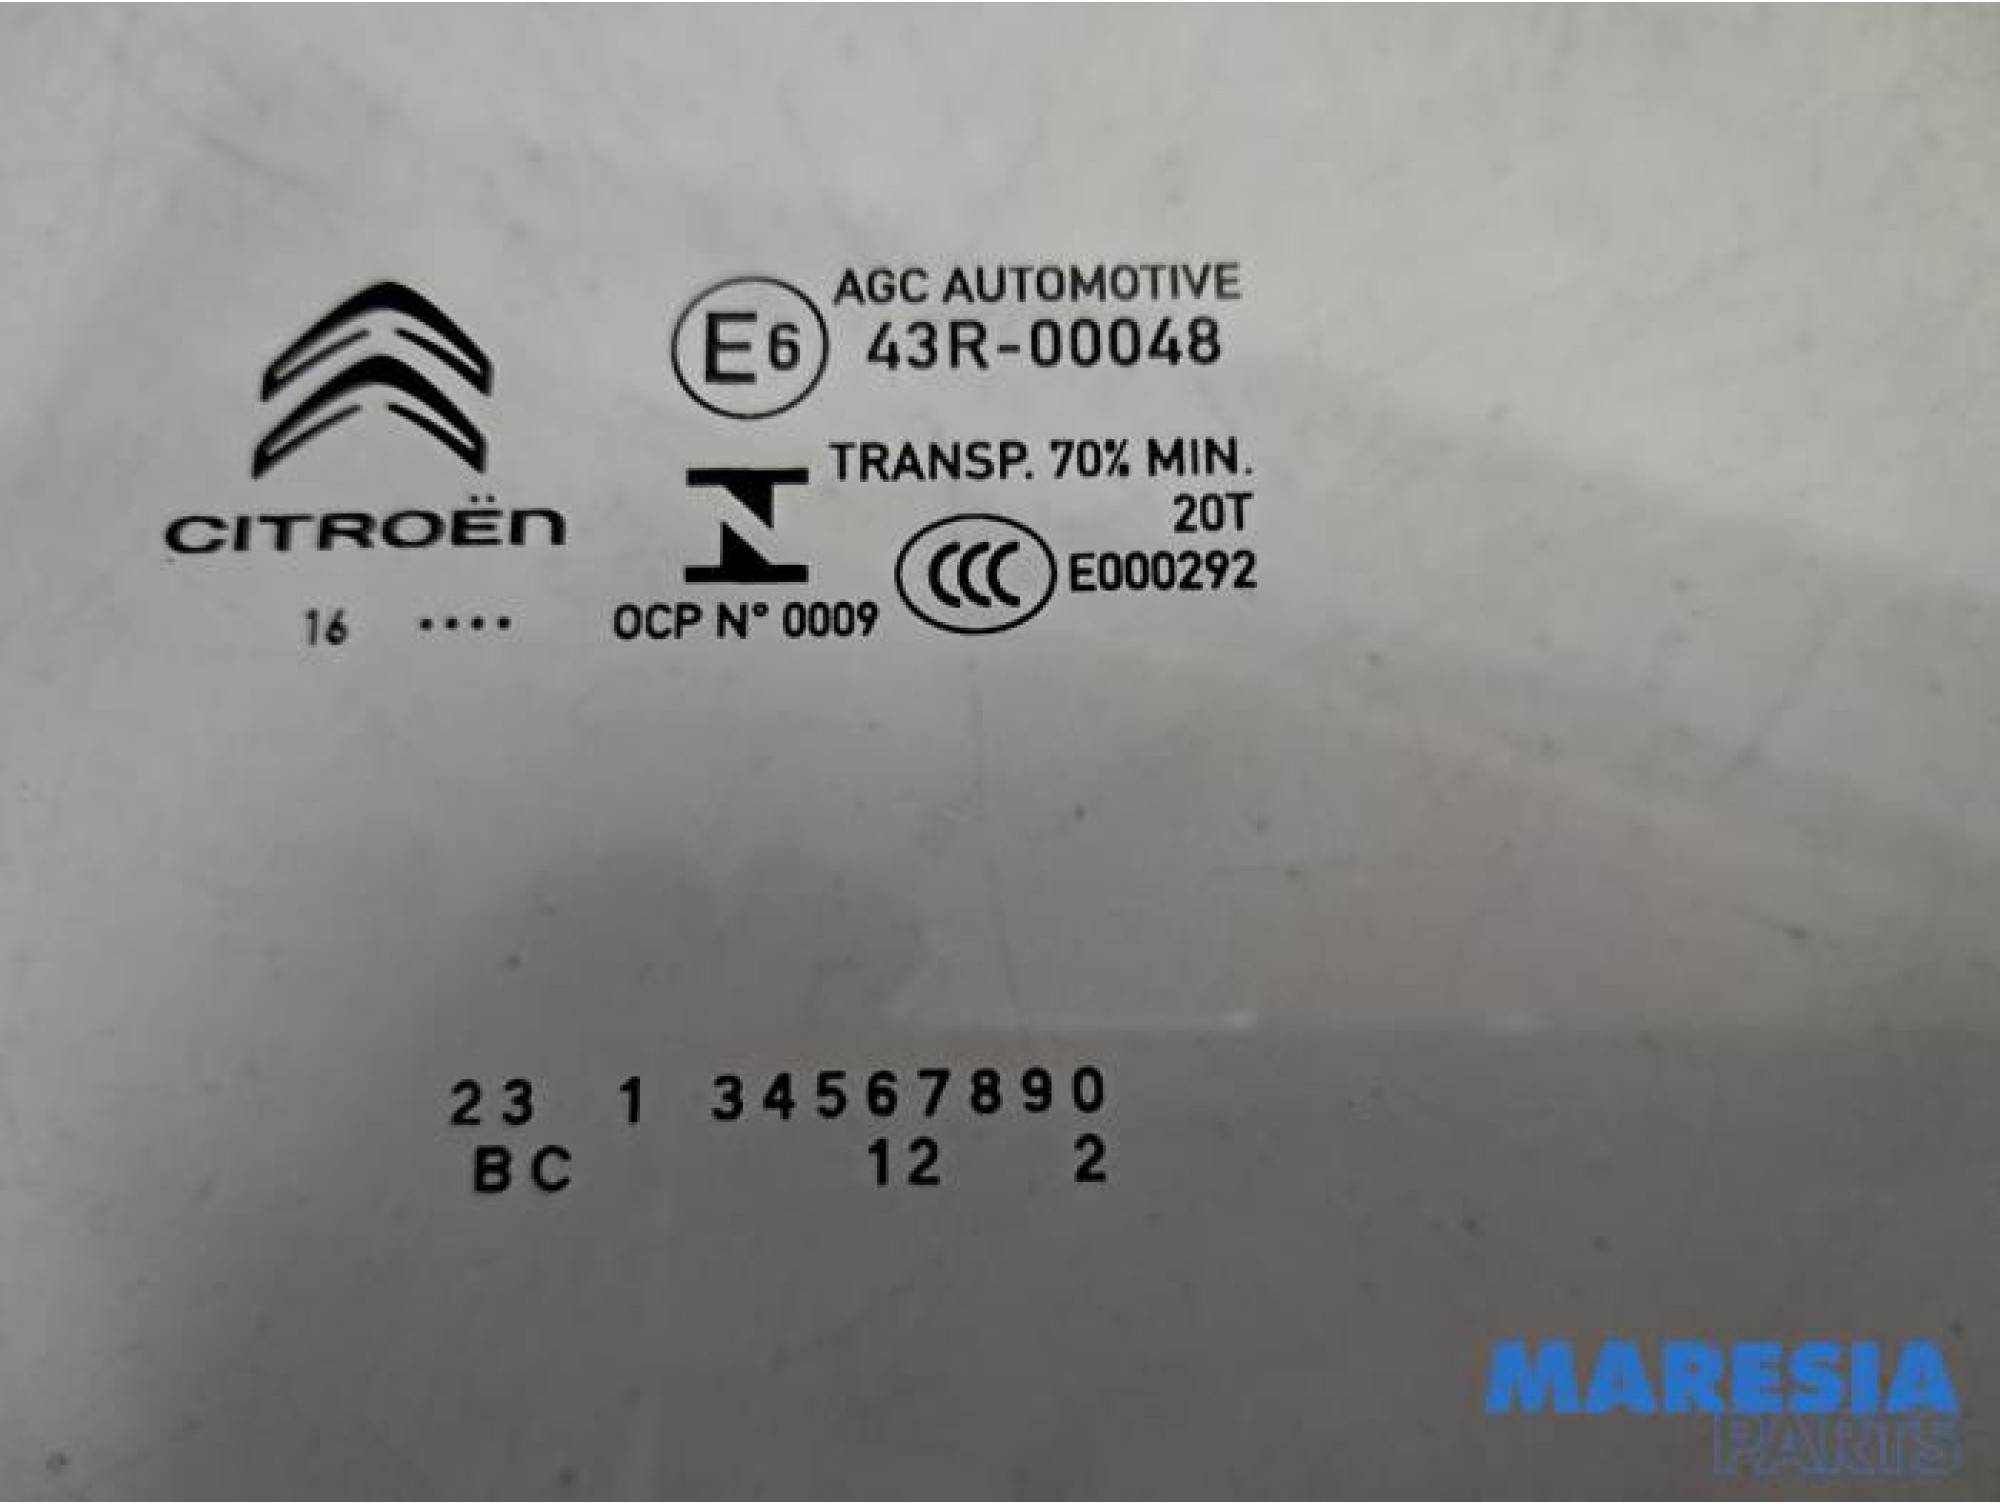 AGC AUTOMOTIVE
E6 43R-00048
TRANSP. 70% MIN.
20T
CITROËN
CCC E000292
16 ....
OCP N° 0009
23 1 34567890
BC 12 2
MARESIA
PARTS